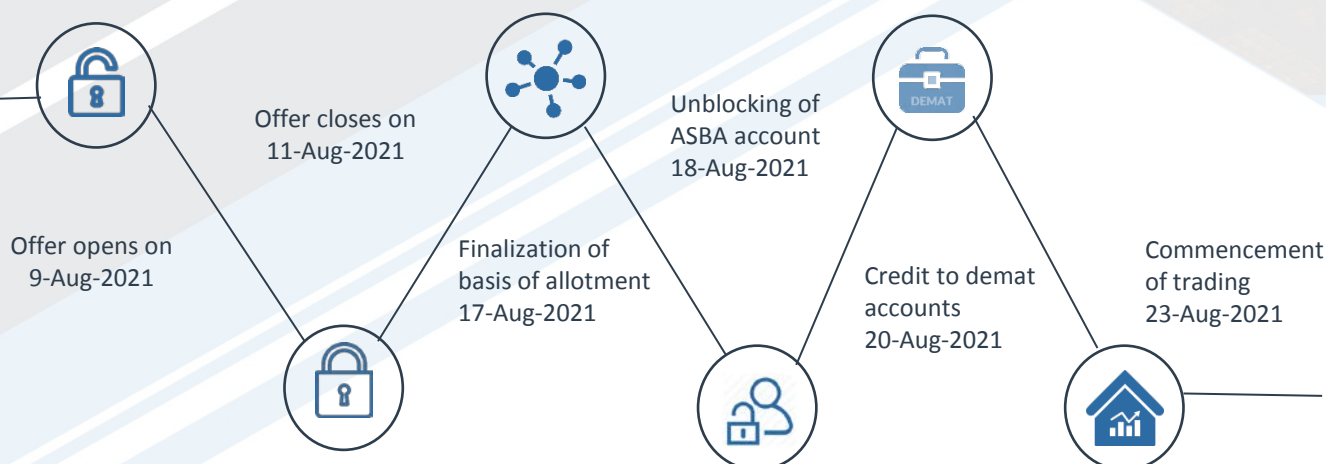 Offer opens on
9-Aug-2021
Offer closes on
11-Aug-2021
Finalization of
basis of allotment
17-Aug-2021
Unblocking of
ASBA account
18-Aug-2021
DEMAT
Credit to demat
accounts
20-Aug-2021
Commencement
of trading
23-Aug-2021